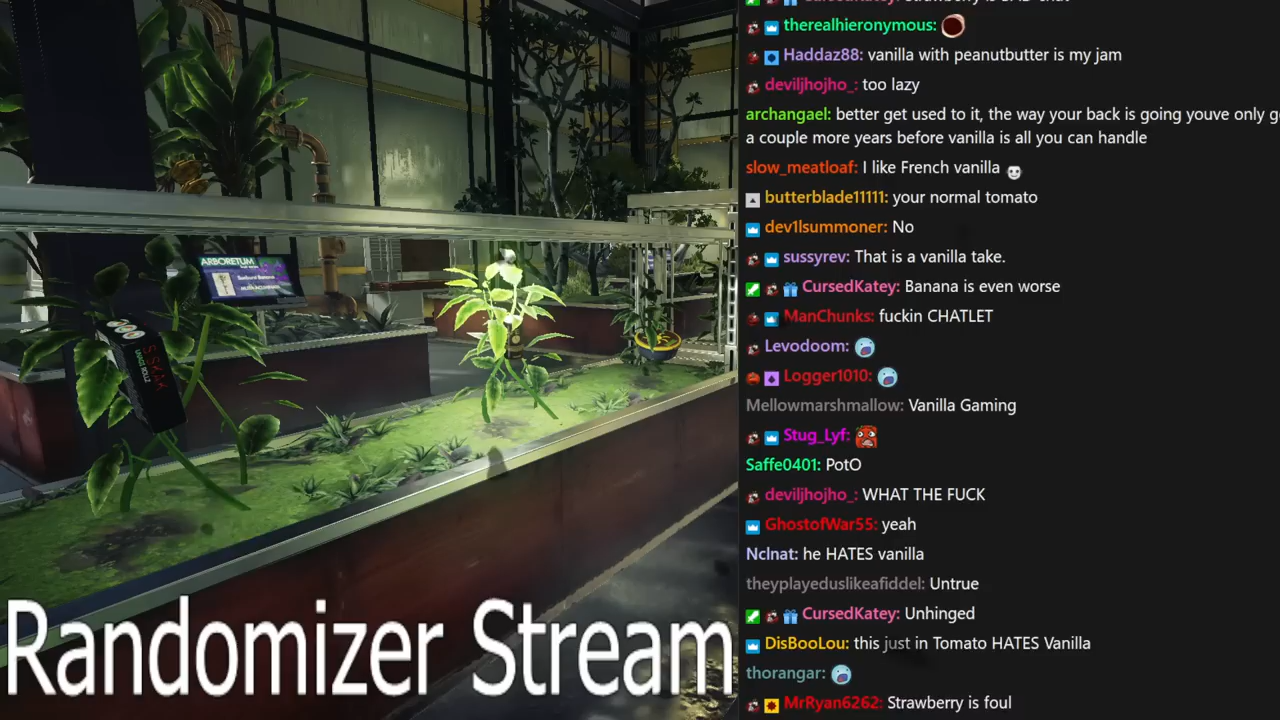 CursedKatey: Strawberry is BAD chat
therealhieronymous:
Haddaz88: vanilla with peanutbutter is my jam
deviljhojho_: too lazy
archangael: better get used to it, the way your back is going youve only g
a couple more years before vanilla is all you can handle
slow_meatloaf: I like French vanilla
butterblade11111: your normal tomato
dev1lsummoner: No
sussyrev: That is a vanilla take.
CursedKatey: Banana is even worse
ManChunks: fuckin CHATLET
Levodoom:
Logger1010:
Mellowmarshmallow: Vanilla Gaming
Stug_Lyf:
Saffe0401: PotO
deviljhojho_: WHAT THE FUCK
GhostofWar55: yeah
Nclnat: he HATES vanilla
theyplayeduslikeafiddel: Untrue
CursedKatey: Unhinged
DisBooLou: this just in Tomato HATES Vanilla
thorangar:
MrRyan6262: Strawberry is foul
ARBORETUM
Randomizer Stream